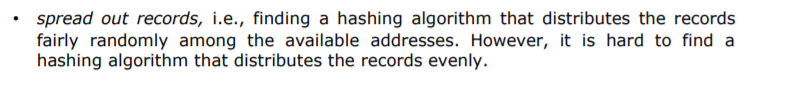 • spread out records, i.e., finding a hashing algorithm that distributes the records
fairly randomly among the available addresses. However, it is hard to find a
hashing algorithm that distributes the records evenly.